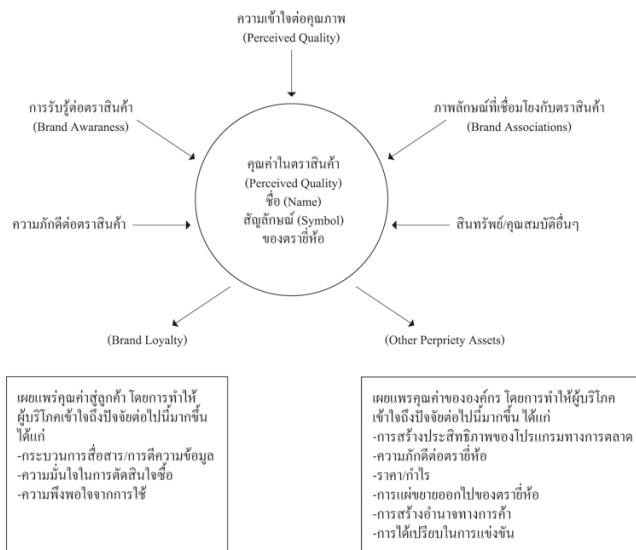 ความเข้าใจต่อคุณภาพ
(Perceived Quality)
การรับรู้ต่อตราสินค้า
(Brand Awareness)
ภาพลักษณ์ที่เชื่อมโยงกับตราสินค้า
(Brand Associations)
คุณค่าในตราสินค้า
(Perceived Quality)
ชื่อ (Name)
สัญลักษณ์ (Symbol)
ของตรายี่ห้อ
ความภักดีต่อตราสินค้า
สินทรัพย์/คุณสมบัติอื่นๆ
(Brand Loyalty)
(Other Perpriety Assets)
เผยแพร่คุณค่าสู่ลูกค้า โดยการทำให้
ผู้บริโภคเข้าใจถึงปัจจัยต่อไปนี้มากขึ้น
ได้แก่
-กระบวนการสื่อสาร/การตีความข้อมูล
-ความมั่นใจในการตัดสินใจซื้อ
-ความพึงพอใจจากการใช้
เผยแพรคุณค่าขององค์กร โดยการทำให้ผู้บริโภค
เข้าใจถึงปัจจัยต่อไปนี้มากขึ้น ได้แก่
-การสร้างประสิทธิภาพของโปรแกรมทางการตลาด
-ความภักดีต่อตรายี่ห้อ
-ราคา/กำไร
-การแผ่ขยายออกไปของตรายี่ห้อ
-การสร้างอำนาจทางการค้า
-การได้เปรียบในการแข่งขัน